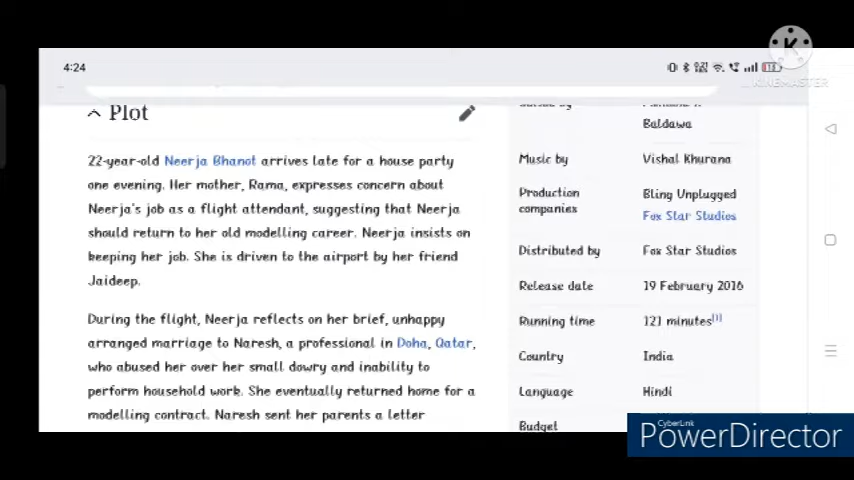 4:24
KINEMASTER
Plot
22-year-old Neerja Bhanot arrives late for a house party
one evening. Her mother, Rama, expresses concern about
Neerja's job as a flight attendant, suggesting that Neerja
should return to her old modelling career. Neerja insists on
keeping her job. She is driven to the airport by her friend
Jaideep.
During the flight, Neerja reflects on her brief, unhappy
arranged marriage to Naresh, a professional in Doha, Qatar,
who abused her over her small dowry and inability to
perform household work. She eventually returned home for a
modelling contract. Naresh sent her parents a letter
Baldawa
Music by Vishal Khurana
Production companies Bling Unplugged
Fox Star Studios
Distributed by Fox Star Studios
Release date 19 February 2016
Running time 121 minutes[1]
Country India
Language Hindi
Budget
CyberLink
PowerDirector